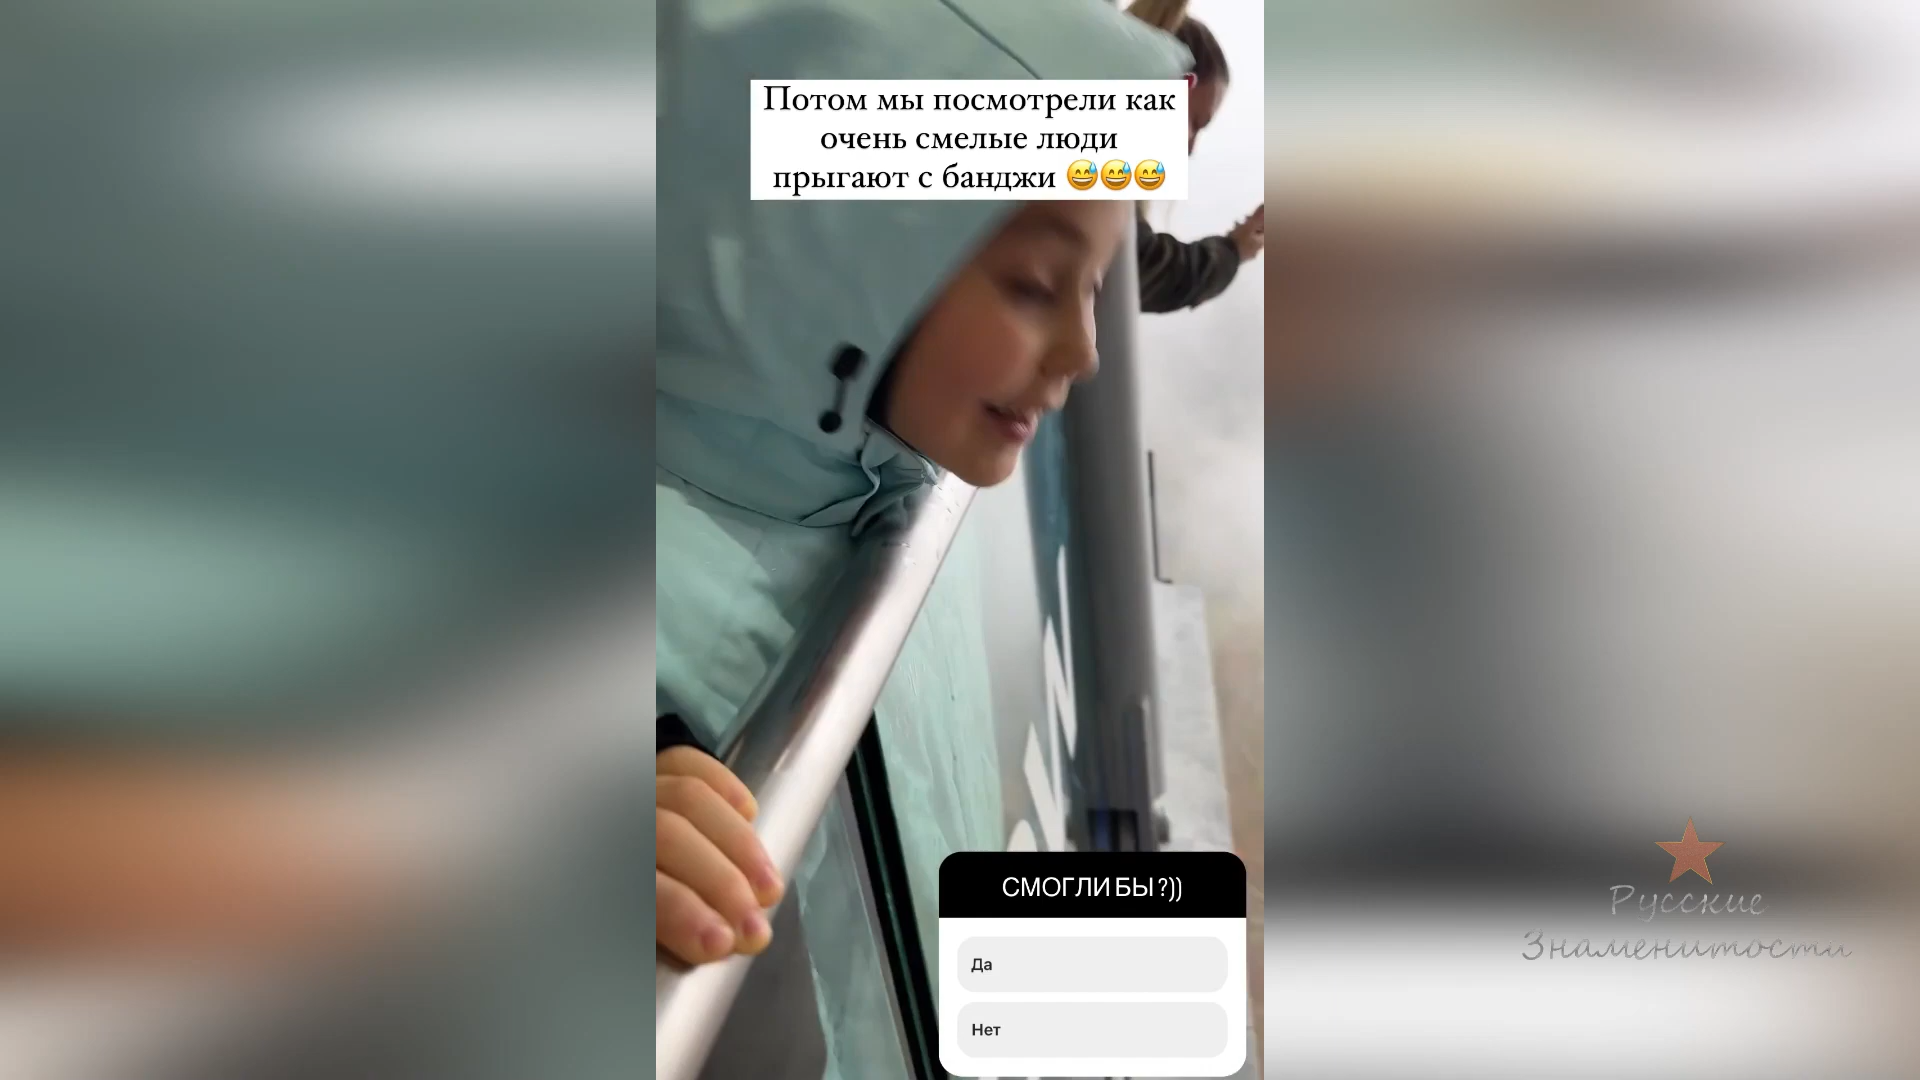 Потом мы посмотрели как
очень смелые люди
прыгают с банджи 😅😅😅
СМОГЛИ БЫ ?))
Да
Нет
Русские
Знаменитости